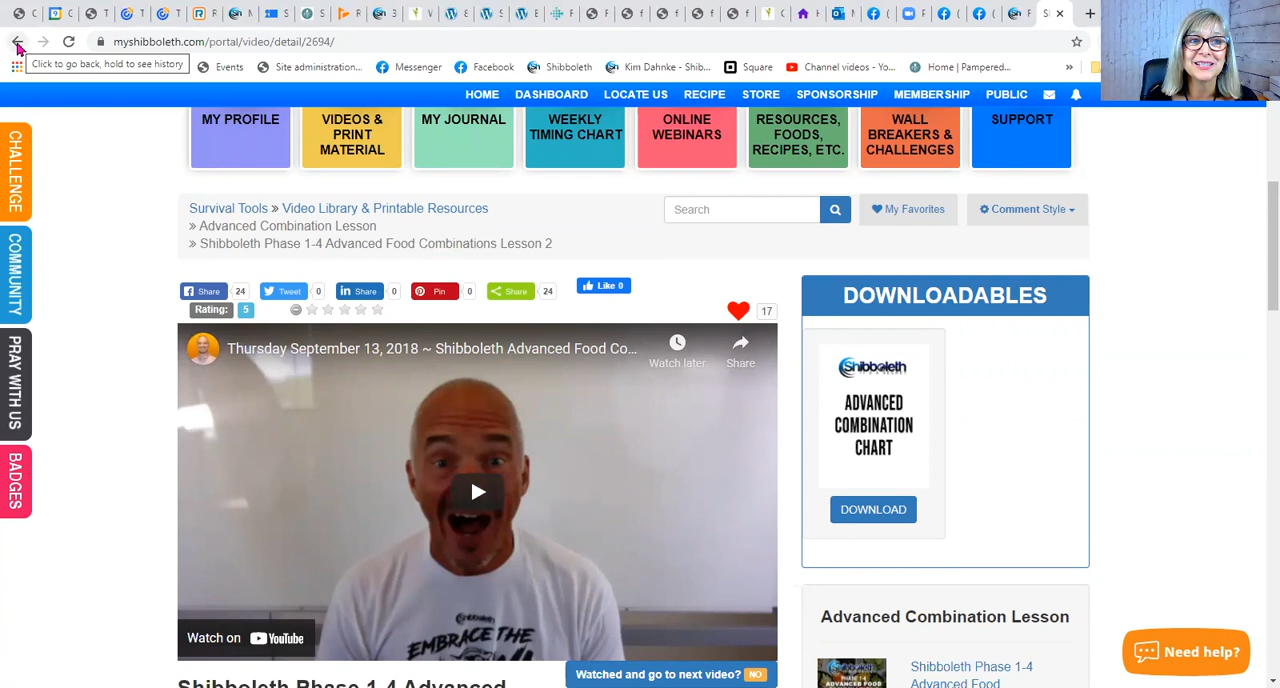 myshibboleth.com/portal/video/detail/2694/
Click to go back, hold to see history
Events
Site administration...
Messenger
Shibboleth
Kim Dahnke - Shib...
Square
Channel videos - Yo...
Home | Pampered...
HOME DASHBOARD LOCATE US RECIPE STORE SPONSORSHIP MEMBERSHIP PUBLIC
MY PROFILE
VIDEOS &
PRINT
MATERIAL
MY JOURNAL
WEEKLY
TIMING CHART
ONLINE
WEBINARS
RESOURCES,
FOODS,
RECIPES, ETC.
WALL
BREAKERS &
CHALLENGES
SUPPORT
CHALLENGE
COMMUNITY
PRAY WITH US
BADGES
Survival Tools » Video Library & Printable Resources
» Advanced Combination Lesson
» Shibboleth Phase 1-4 Advanced Food Combinations Lesson 2
Search
My Favorites
Comment Style
Share 24
Tweet 0
Share 0
Pin 0
Share 24
Like 0
Rating: 5
17
Thursday September 13, 2018 ~ Shibboleth Advanced Food Co...
Watch later
Share
Shibboleth
EMBRACE THE
Watch on YouTube
Watched and go to next video? NO
Shibboleth Phase 1-4 Advanced
DOWNLOADABLES
Shibboleth
ADVANCED
COMBINATION
CHART
DOWNLOAD
Advanced Combination Lesson
Shibboleth
Shibboleth Phase 1-4
Advanced Food
Need help?